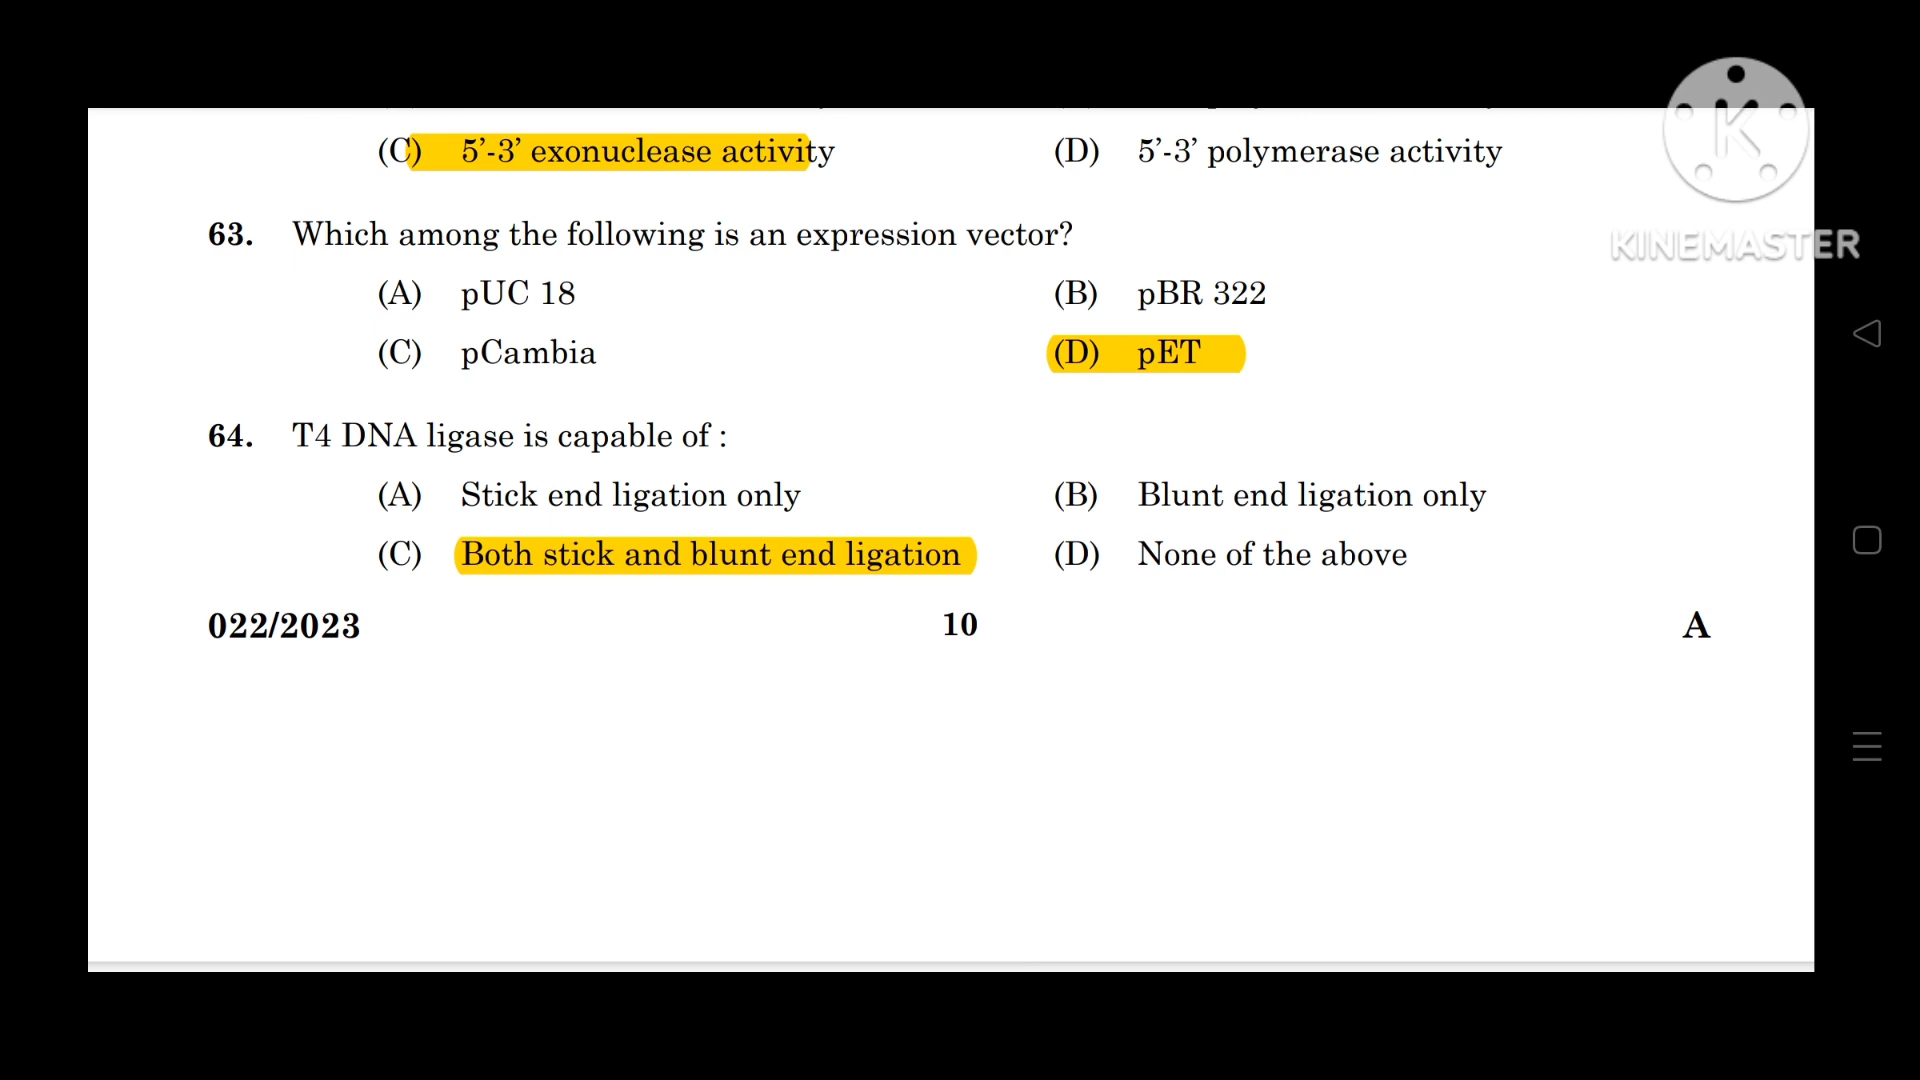 (C) 5’-3’ exonuclease activity (D) 5’-3’ polymerase activity
63. Which among the following is an expression vector?
(A) pUC 18 (B) pBR 322
(C) pCambia (D) pET
64. T4 DNA ligase is capable of :
(A) Stick end ligation only (B) Blunt end ligation only
(C) Both stick and blunt end ligation (D) None of the above
022/2023 10 A
K
KINEMASTER